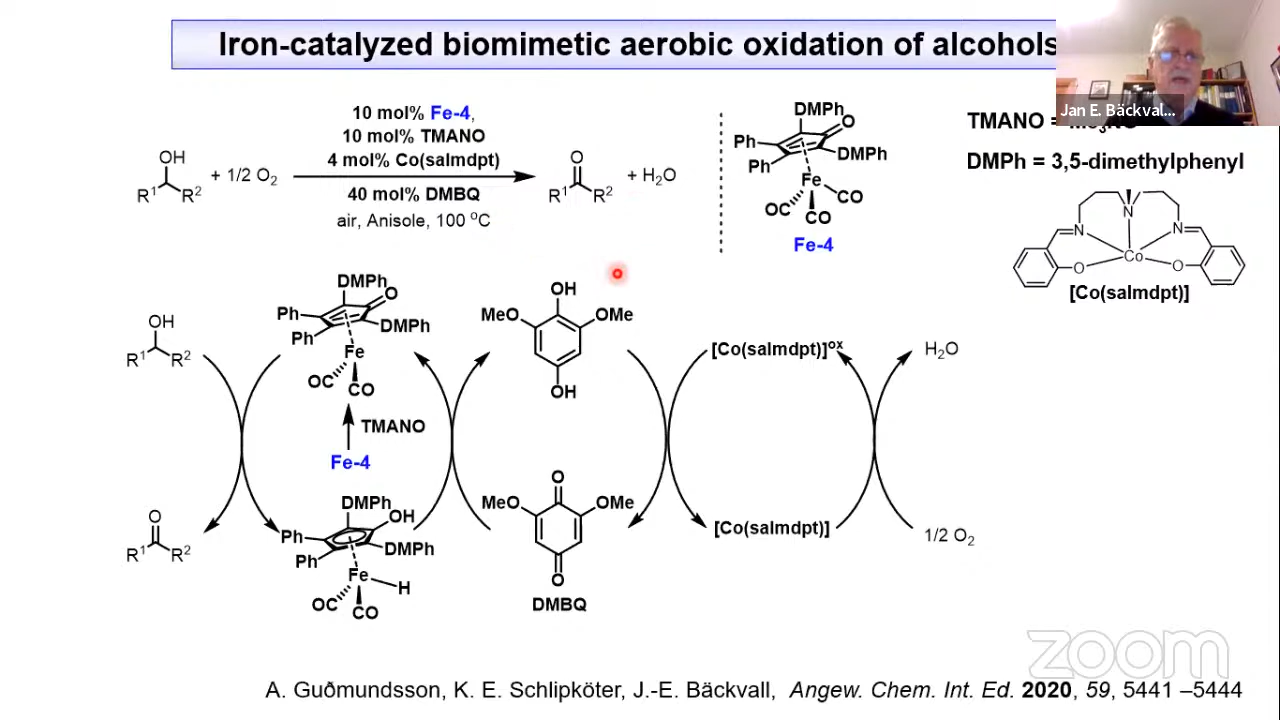 Iron-catalyzed biomimetic aerobic oxidation of alcohols
Jan E. Bäckval...
10 mol% Fe-4,
10 mol% TMANO
4 mol% Co(salmdpt)
40 mol% DMBQ
air, Anisole, 100 °C
OH
R¹ R²
+ 1/2 O₂
O
R¹ R²
+ H₂O
DMPh
O
Ph
DMPh
Ph
Fe
OC
CO
CO
Fe-4
TMANO =
DMPh = 3,5-dimethylphenyl
N
N
N
Co
O
O
[Co(salmdpt)]
OH
R¹ R²
DMPh
O
Ph
DMPh
Ph
Fe
OC
CO
TMANO
Fe-4
OH
MeO OMe
OH
[Co(salmdpt)]ᵒˣ
H₂O
O
R¹ R²
DMPh
OH
Ph
DMPh
Ph
Fe
H
OC
CO
O
MeO OMe
O
DMBQ
[Co(salmdpt)]
1/2 O₂
zoom
A. Guðmundsson, K. E. Schlipköter, J.-E. Bäckvall, Angew. Chem. Int. Ed. 2020, 59, 5441 –5444